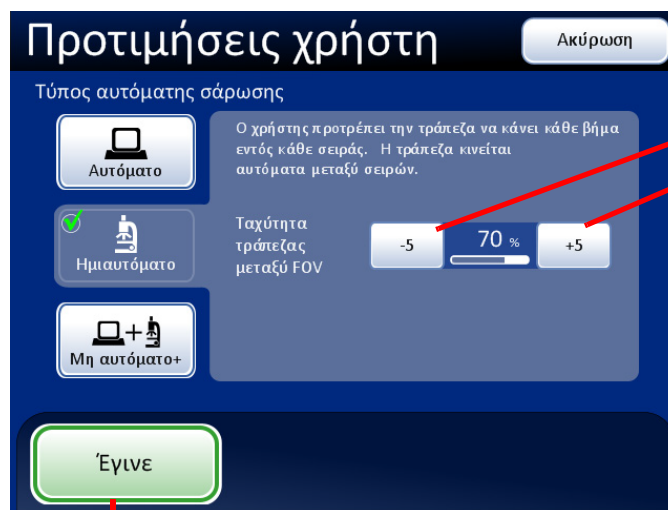 Προτιμήσεις χρήστη
Ακύρωση
Τύπος αυτόματης σάρωσης
Αυτόματο
Ο χρήστης προτρέπει την τράπεζα να κάνει κάθε βήμα
εντός κάθε σειράς. Η τράπεζα κινείται
αυτόματα μεταξύ σειρών.
Ημιαυτόματο
Ταχύτητα
τράπεζας
μεταξύ FOV
-5
70 %
+5
Μη αυτόματο+
Έγινε